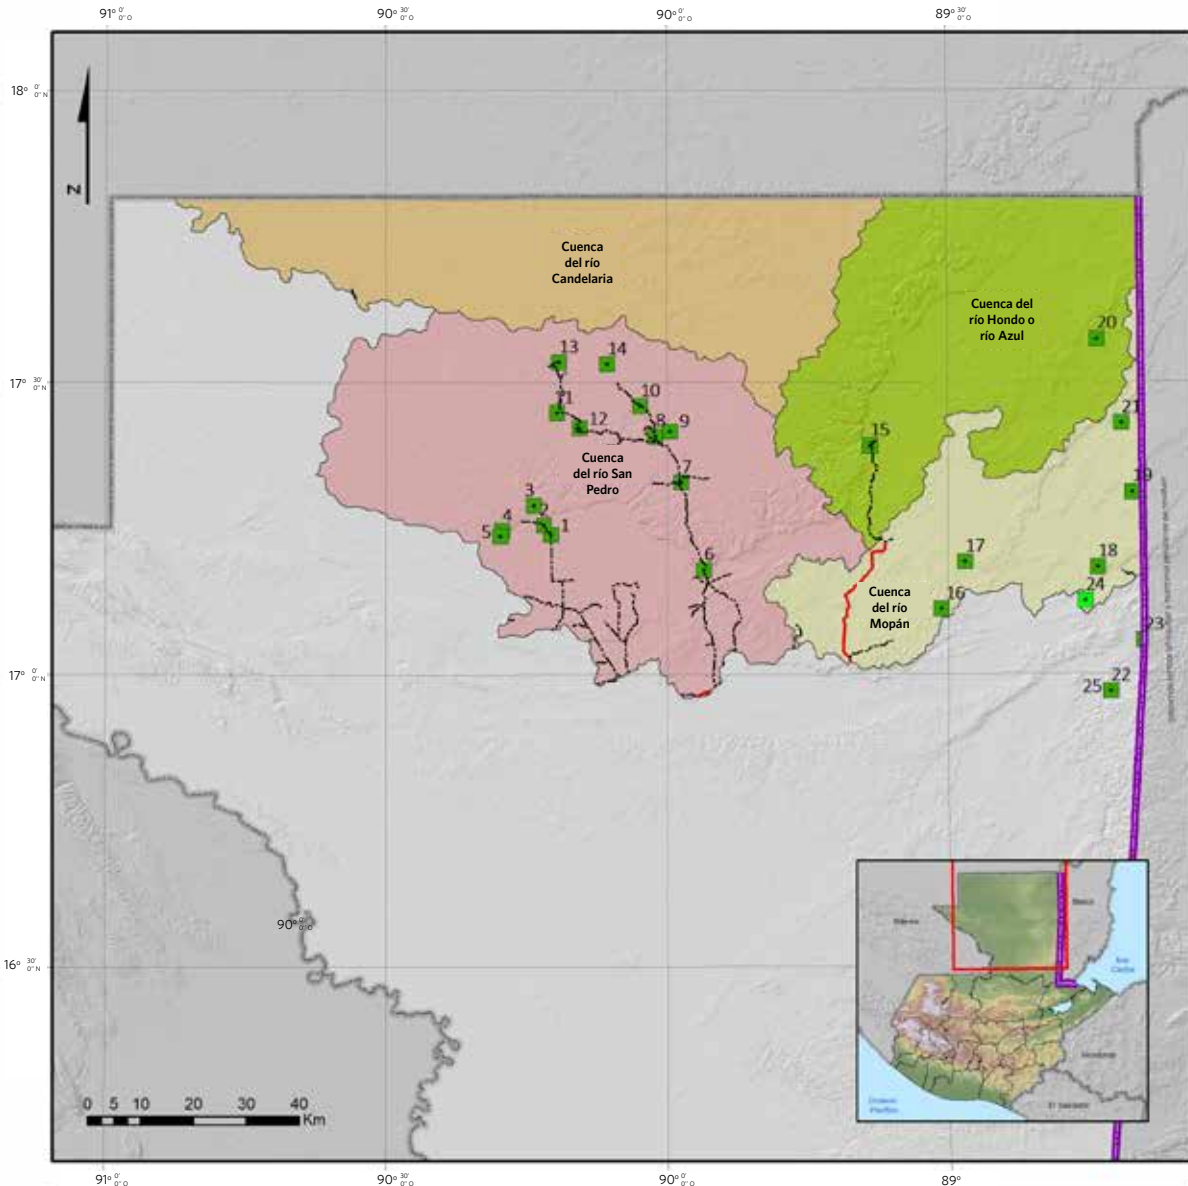 91° 0' 0" O
90° 30' 0" O
90° 0' 0" O
89° 30' 0" O
18° 0' 0" N
N
Cuenca
del río
Candelaria
Cuenca del
río Hondo o
río Azul
20
13
14
17° 30' 0" N
10
11
12
8
9
21
15
Cuenca
del río San
Pedro
7
19
3
4
2
5
1
6
17
18
24
Cuenca
del río
Mopán
16
23
17° 0' 0" N
22
25
90° 0' 0" O
16° 30' 0" N
Honduras
El Salvador
0 5 10 20 30 40
Km
91° 0' 0" O
90° 30' 0" O
90° 0' 0" O
89°